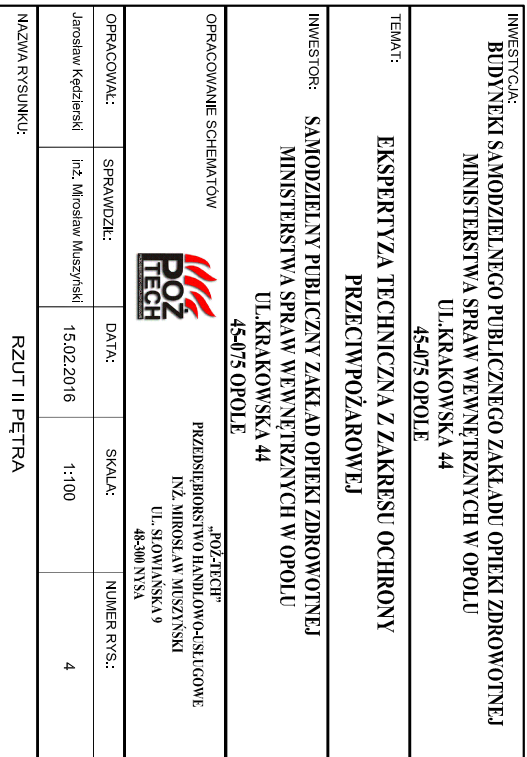 INWESTYCJA:
BUDYNEKI SAMODZIELNEGO PUBLICZNEGO ZAKŁADU OPIEKI ZDROWOTNEJ
MINISTERSTWA SPRAW WEWNĘTRZNYCH W OPOLU
UL.KRAKOWSKA 44
45-075 OPOLE
TEMAT:
EKSPERTYZA TECHNICZNA Z ZAKRESU OCHRONY
PRZECIWPOŻAROWEJ
INWESTOR:
SAMODZIELNY PUBLICZNY ZAKŁAD OPIEKI ZDROWOTNEJ
MINISTERSTWA SPRAW WEWNĘTRZNYCH W OPOLU
UL.KRAKOWSKA 44
45-075 OPOLE
OPRACOWANIE SCHEMATÓW
POŻ
TECH
„POŻ-TECH”
PRZEDSIĘBIORSTWO HANDLOWO-USŁUGOWE
INŻ. MIROSŁAW MUSZYŃSKI
UL. SŁOWIAŃSKA 9
48-300 NYSA
OPRACOWAŁ: SPRAWDZIŁ: DATA: SKALA: NUMER RYS.:
Jarosław Kędzierski inż. Mirosław Muszyński 15.02.2016 1:100 4
NAZWA RYSUNKU:
RZUT II PĘTRA